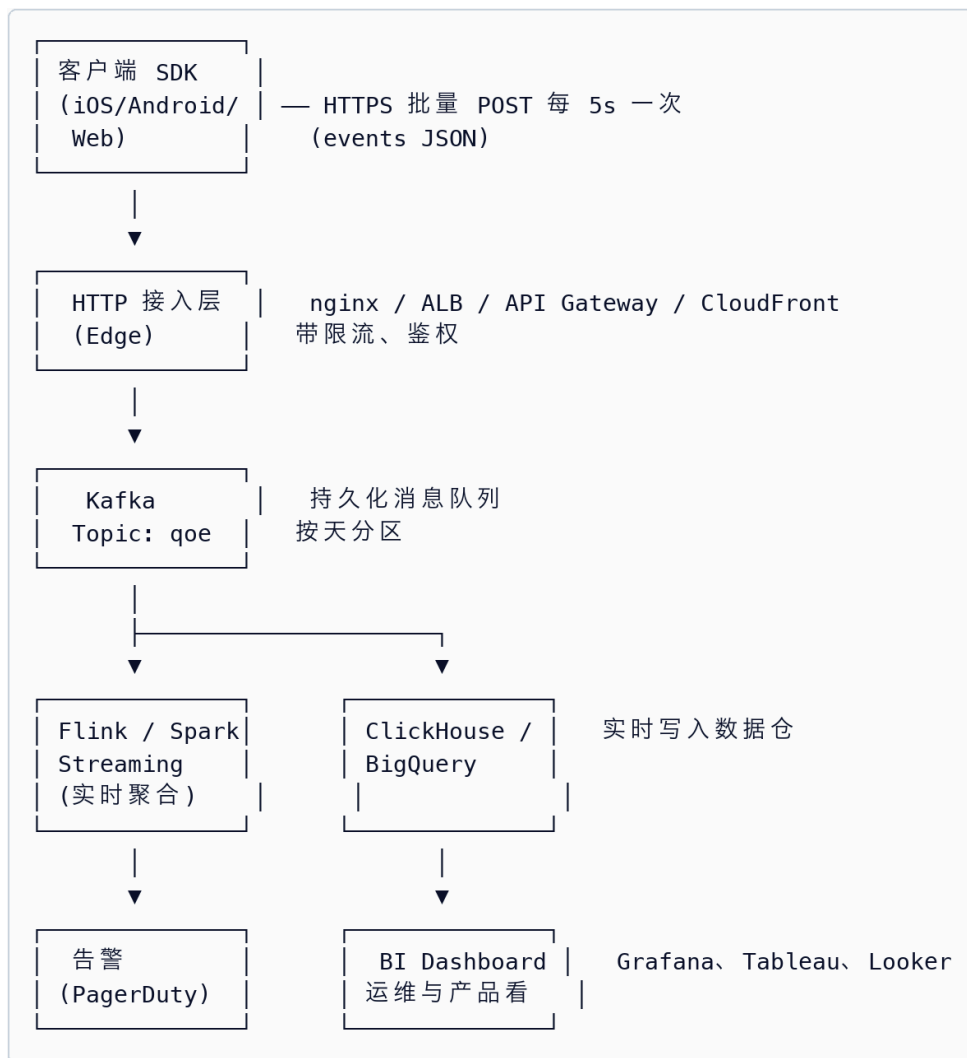 客户端 SDK
(iOS/Android/ —— HTTPS 批量 POST 每 5s 一次
Web) (events JSON)
HTTP 接入层 nginx / ALB / API Gateway / CloudFront
(Edge) 带限流、鉴权
Kafka 持久化消息队列
Topic: qoe 按天分区
Flink / Spark ClickHouse / 实时写入数据仓
Streaming BigQuery
(实时聚合)
告警 BI Dashboard Grafana、Tableau、Looker
(PagerDuty) 运维与产品看